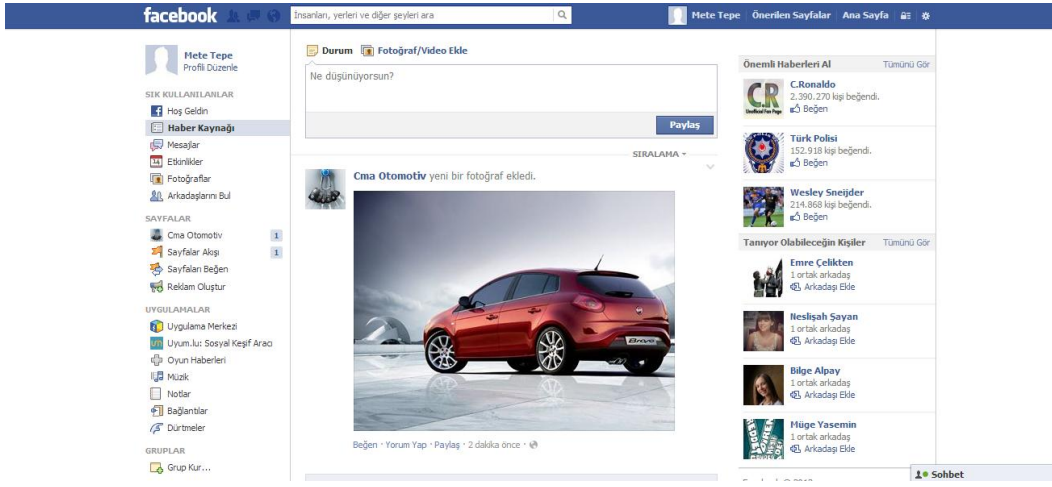 facebook
İnsanları, yerleri ve diğer şeyleri ara
Mete Tepe Önerilen Sayfalar Ana Sayfa
Mete Tepe
Profili Düzenle
SIK KULLANILANLAR
Hoş Geldin
Haber Kaynağı
Mesajlar
14 Etkinlikler
Fotoğraflar
Arkadaşlarını Bul
SAYFALAR
Cma Otomotiv 1
Sayfalar Akışı 1
Sayfaları Beğen
Reklam Oluştur
UYGULAMALAR
Uygulama Merkezi
Uyum.lu: Sosyal Keşif Aracı
Oyun Haberleri
Müzik
Notlar
Bağlantılar
Dürtmeler
GRUPLAR
Grup Kur...
Durum Fotoğraf/Video Ekle
Ne düşünüyorsun?
Paylaş
SIRALAMA
Cma Otomotiv yeni bir fotoğraf ekledi.
Bravo
Beğen · Yorum Yap · Paylaş · 2 dakika önce ·
Önemli Haberleri Al Tümünü Gör
CR
Unofficial Fan Page
C.Ronaldo
2.390.270 kişi beğendi.
Beğen
Türk Polisi
152.918 kişi beğendi.
Beğen
Wesley Sneijder
214.868 kişi beğendi.
Beğen
Tanıyor Olabileceğin Kişiler Tümünü Gör
Emre Çelikten
1 ortak arkadaş
Arkadaşı Ekle
Neslişah Şayan
1 ortak arkadaş
Arkadaşı Ekle
Bilge Alpay
1 ortak arkadaş
Arkadaşı Ekle
Müge Yasemin
1 ortak arkadaş
Arkadaşı Ekle
Sohbet